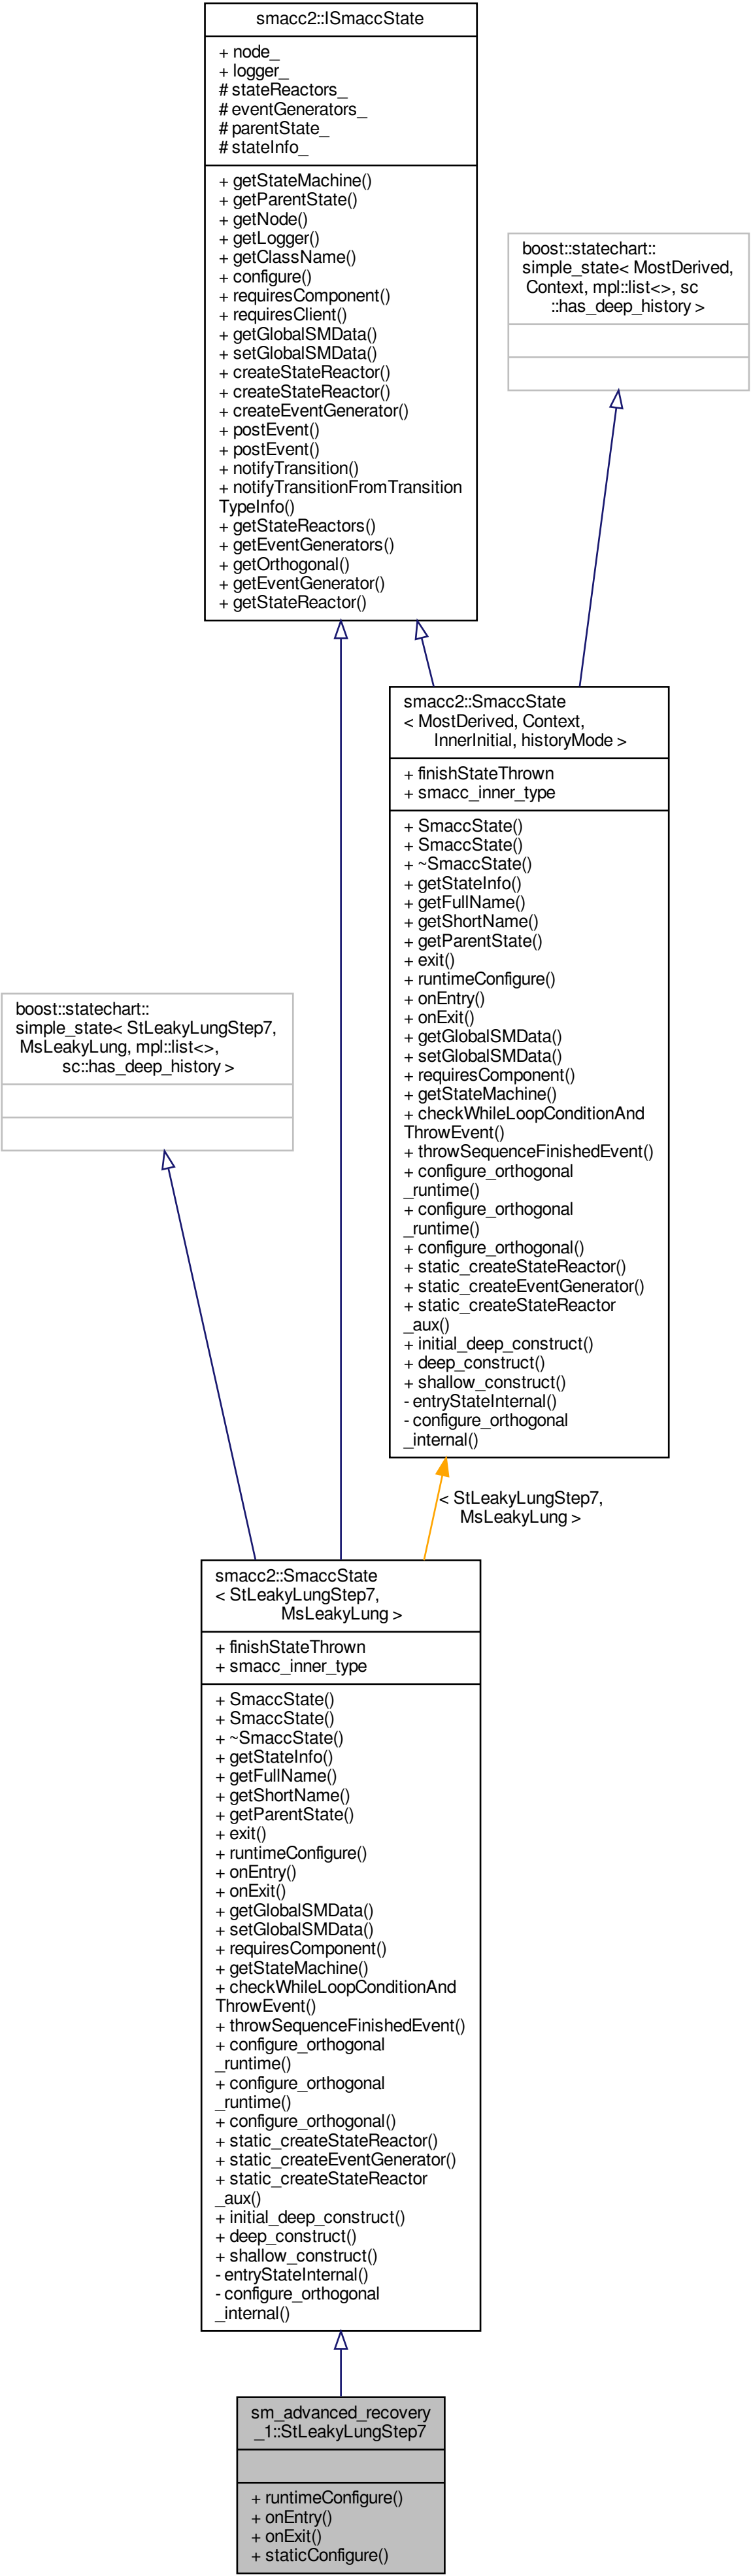 smacc2::ISmaccState
+ node_
+ logger_
# stateReactors_
# eventGenerators_
# parentState_
# stateInfo_
+ getStateMachine()
+ getParentState()
+ getNode()
+ getLogger()
+ getClassName()
+ configure()
+ requiresComponent()
+ requiresClient()
+ getGlobalSMData()
+ setGlobalSMData()
+ createStateReactor()
+ createStateReactor()
+ createEventGenerator()
+ postEvent()
+ postEvent()
+ notifyTransition()
+ notifyTransitionFromTransition
TypeInfo()
+ getStateReactors()
+ getEventGenerators()
+ getOrthogonal()
+ getEventGenerator()
+ getStateReactor()
boost::statechart::
simple_state< MostDerived,
Context, mpl::list<>, sc
::has_deep_history >
smacc2::SmaccState
< MostDerived, Context,
InnerInitial, historyMode >
+ finishStateThrown
+ smacc_inner_type
+ SmaccState()
+ SmaccState()
+ ~SmaccState()
+ getStateInfo()
+ getFullName()
+ getShortName()
+ getParentState()
+ exit()
+ runtimeConfigure()
+ onEntry()
+ onExit()
+ getGlobalSMData()
+ setGlobalSMData()
+ requiresComponent()
+ getStateMachine()
+ checkWhileLoopConditionAnd
ThrowEvent()
+ throwSequenceFinishedEvent()
+ configure_orthogonal
_runtime()
+ configure_orthogonal
_runtime()
+ configure_orthogonal()
+ static_createStateReactor()
+ static_createEventGenerator()
+ static_createStateReactor
_aux()
+ initial_deep_construct()
+ deep_construct()
+ shallow_construct()
- entryStateInternal()
- configure_orthogonal
_internal()
boost::statechart::
simple_state< StLeakyLungStep7,
MsLeakyLung, mpl::list<>,
sc::has_deep_history >
< StLeakyLungStep7,
MsLeakyLung >
smacc2::SmaccState
< StLeakyLungStep7,
MsLeakyLung >
+ finishStateThrown
+ smacc_inner_type
+ SmaccState()
+ SmaccState()
+ ~SmaccState()
+ getStateInfo()
+ getFullName()
+ getShortName()
+ getParentState()
+ exit()
+ runtimeConfigure()
+ onEntry()
+ onExit()
+ getGlobalSMData()
+ setGlobalSMData()
+ requiresComponent()
+ getStateMachine()
+ checkWhileLoopConditionAnd
ThrowEvent()
+ throwSequenceFinishedEvent()
+ configure_orthogonal
_runtime()
+ configure_orthogonal
_runtime()
+ configure_orthogonal()
+ static_createStateReactor()
+ static_createEventGenerator()
+ static_createStateReactor
_aux()
+ initial_deep_construct()
+ deep_construct()
+ shallow_construct()
- entryStateInternal()
- configure_orthogonal
_internal()
sm_advanced_recovery
_1::StLeakyLungStep7
+ runtimeConfigure()
+ onEntry()
+ onExit()
+ staticConfigure()